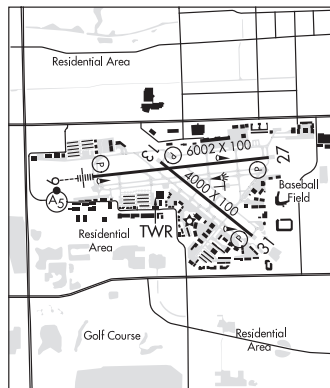 Residential Area
6002 X 100
P
P
P
13
27
9
A5
4000 X 100
Baseball
Field
Residential
Area
TWR
31
P
Golf Course
Residential
Area